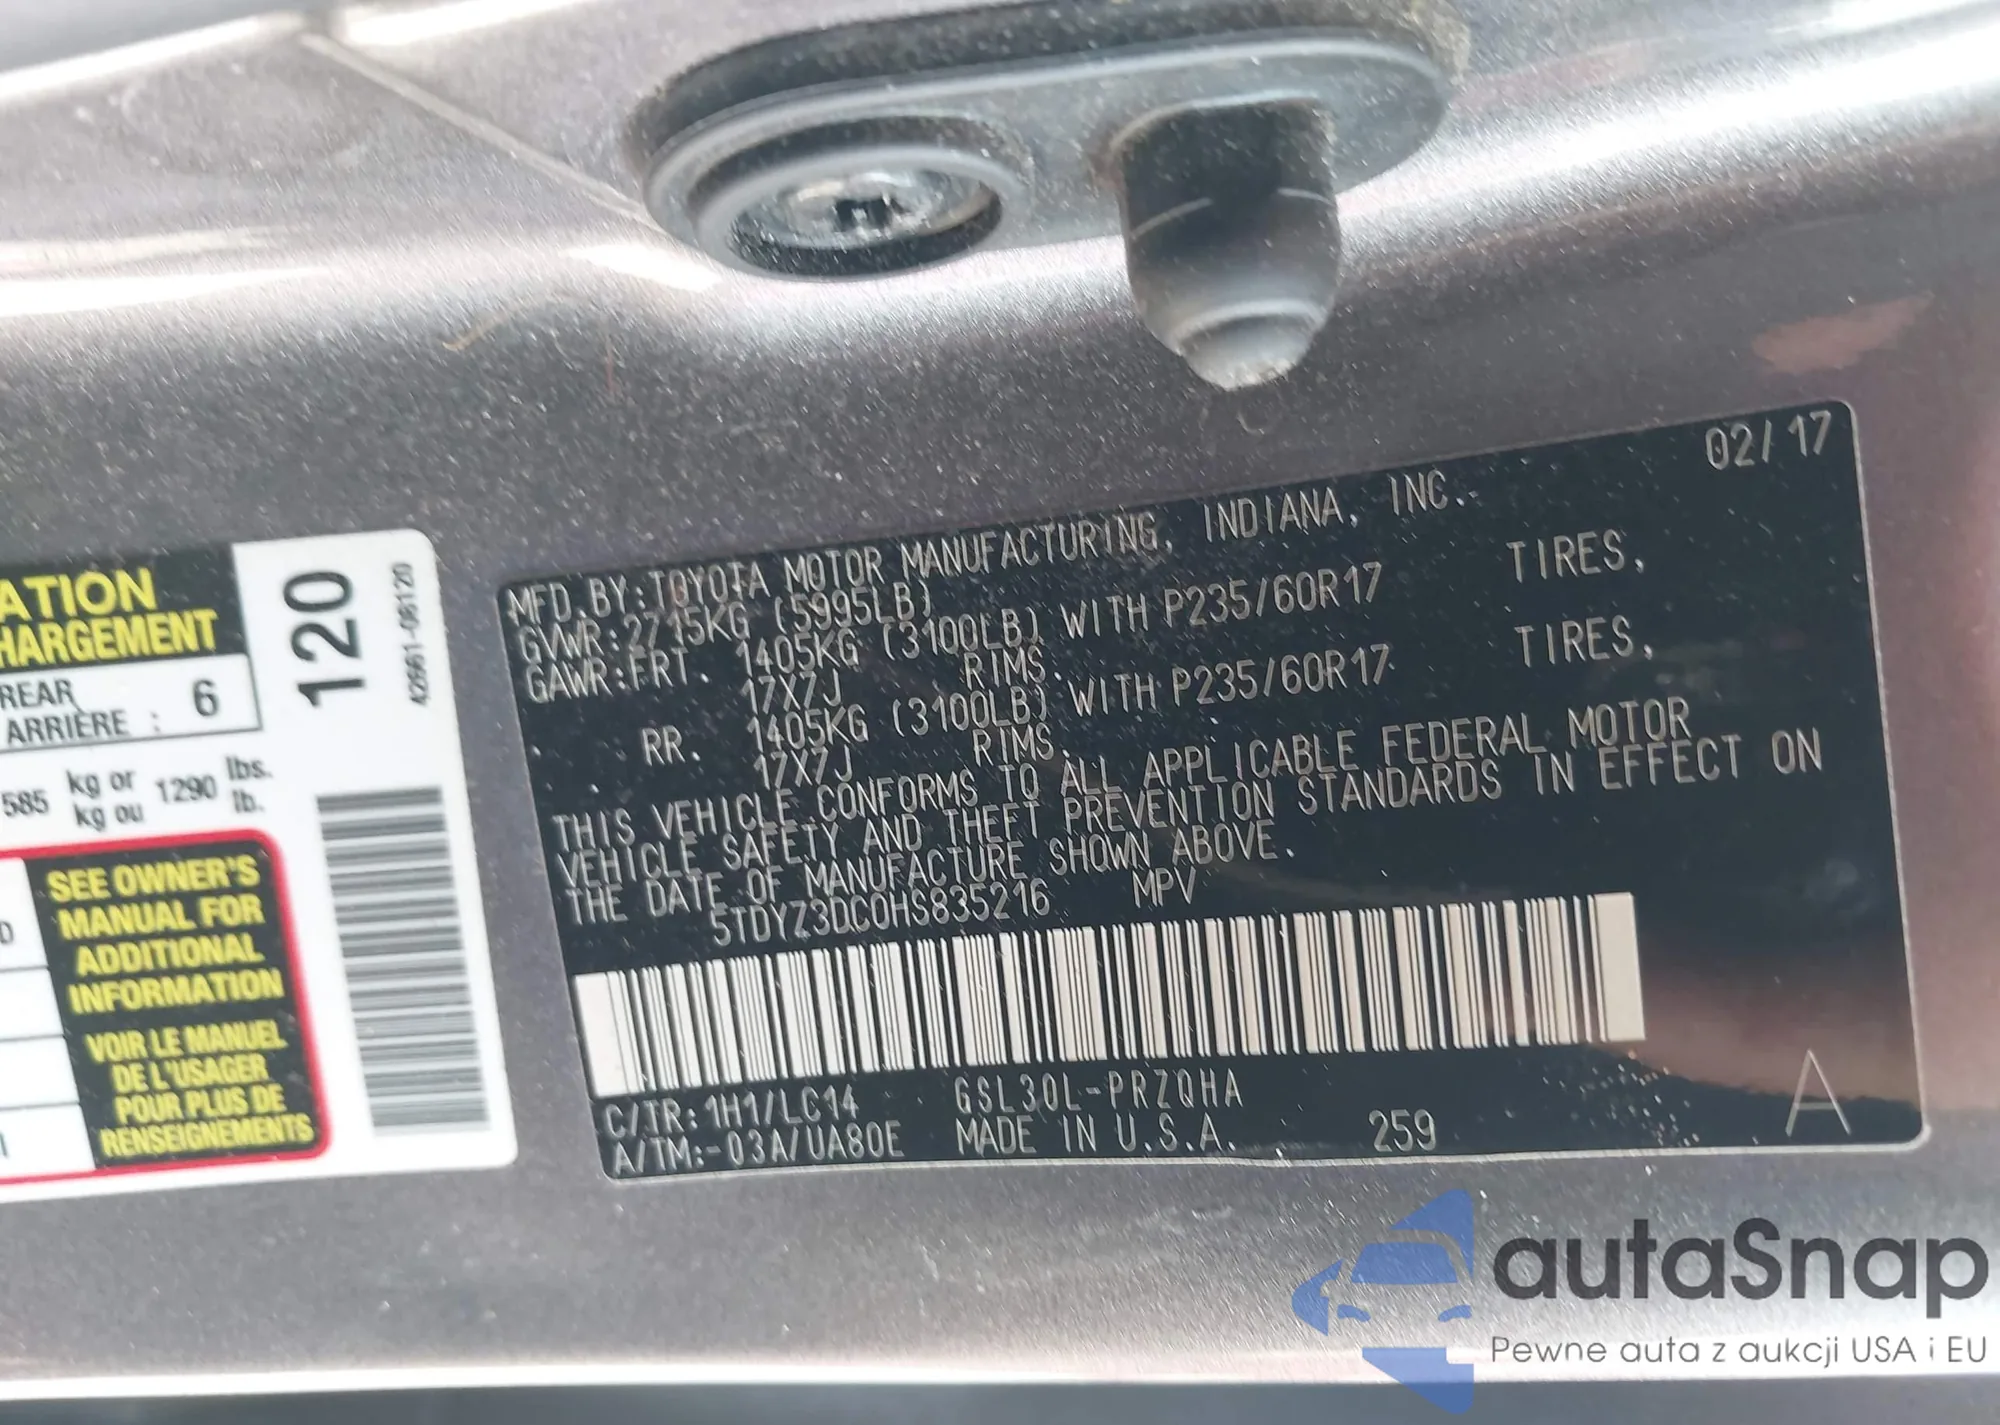 ATION
HARGEMENT
REAR
ARRIÈRE : 6
585 kg or 1290 lbs.
kg ou lb.
SEE OWNER'S
MANUAL FOR
ADDITIONAL
INFORMATION
VOIR LE MANUEL
DE L'USAGER
POUR PLUS DE
RENSEIGNEMENTS
120
42661-06120
02/17
MFD.BY:TOYOTA MOTOR MANUFACTURING, INDIANA, INC.
GVWR:2715KG (5995LB)
GAWR:FRT. 1405KG (3100LB) WITH P235/60R17 TIRES,
17X7J RIMS.
RR. 1405KG (3100LB) WITH P235/60R17 TIRES,
17X7J RIMS.
THIS VEHICLE CONFORMS TO ALL APPLICABLE FEDERAL MOTOR
VEHICLE SAFETY AND THEFT PREVENTION STANDARDS IN EFFECT ON
THE DATE OF MANUFACTURE SHOWN ABOVE.
5TDYZ3DC0HS835216 MPV
C/TR:1H1/LC14 GSL30L-PRZQHA
A/TM:-03A/UA80E MADE IN U.S.A. 259
A
autaSnap
Pewne auta z aukcji USA i EU